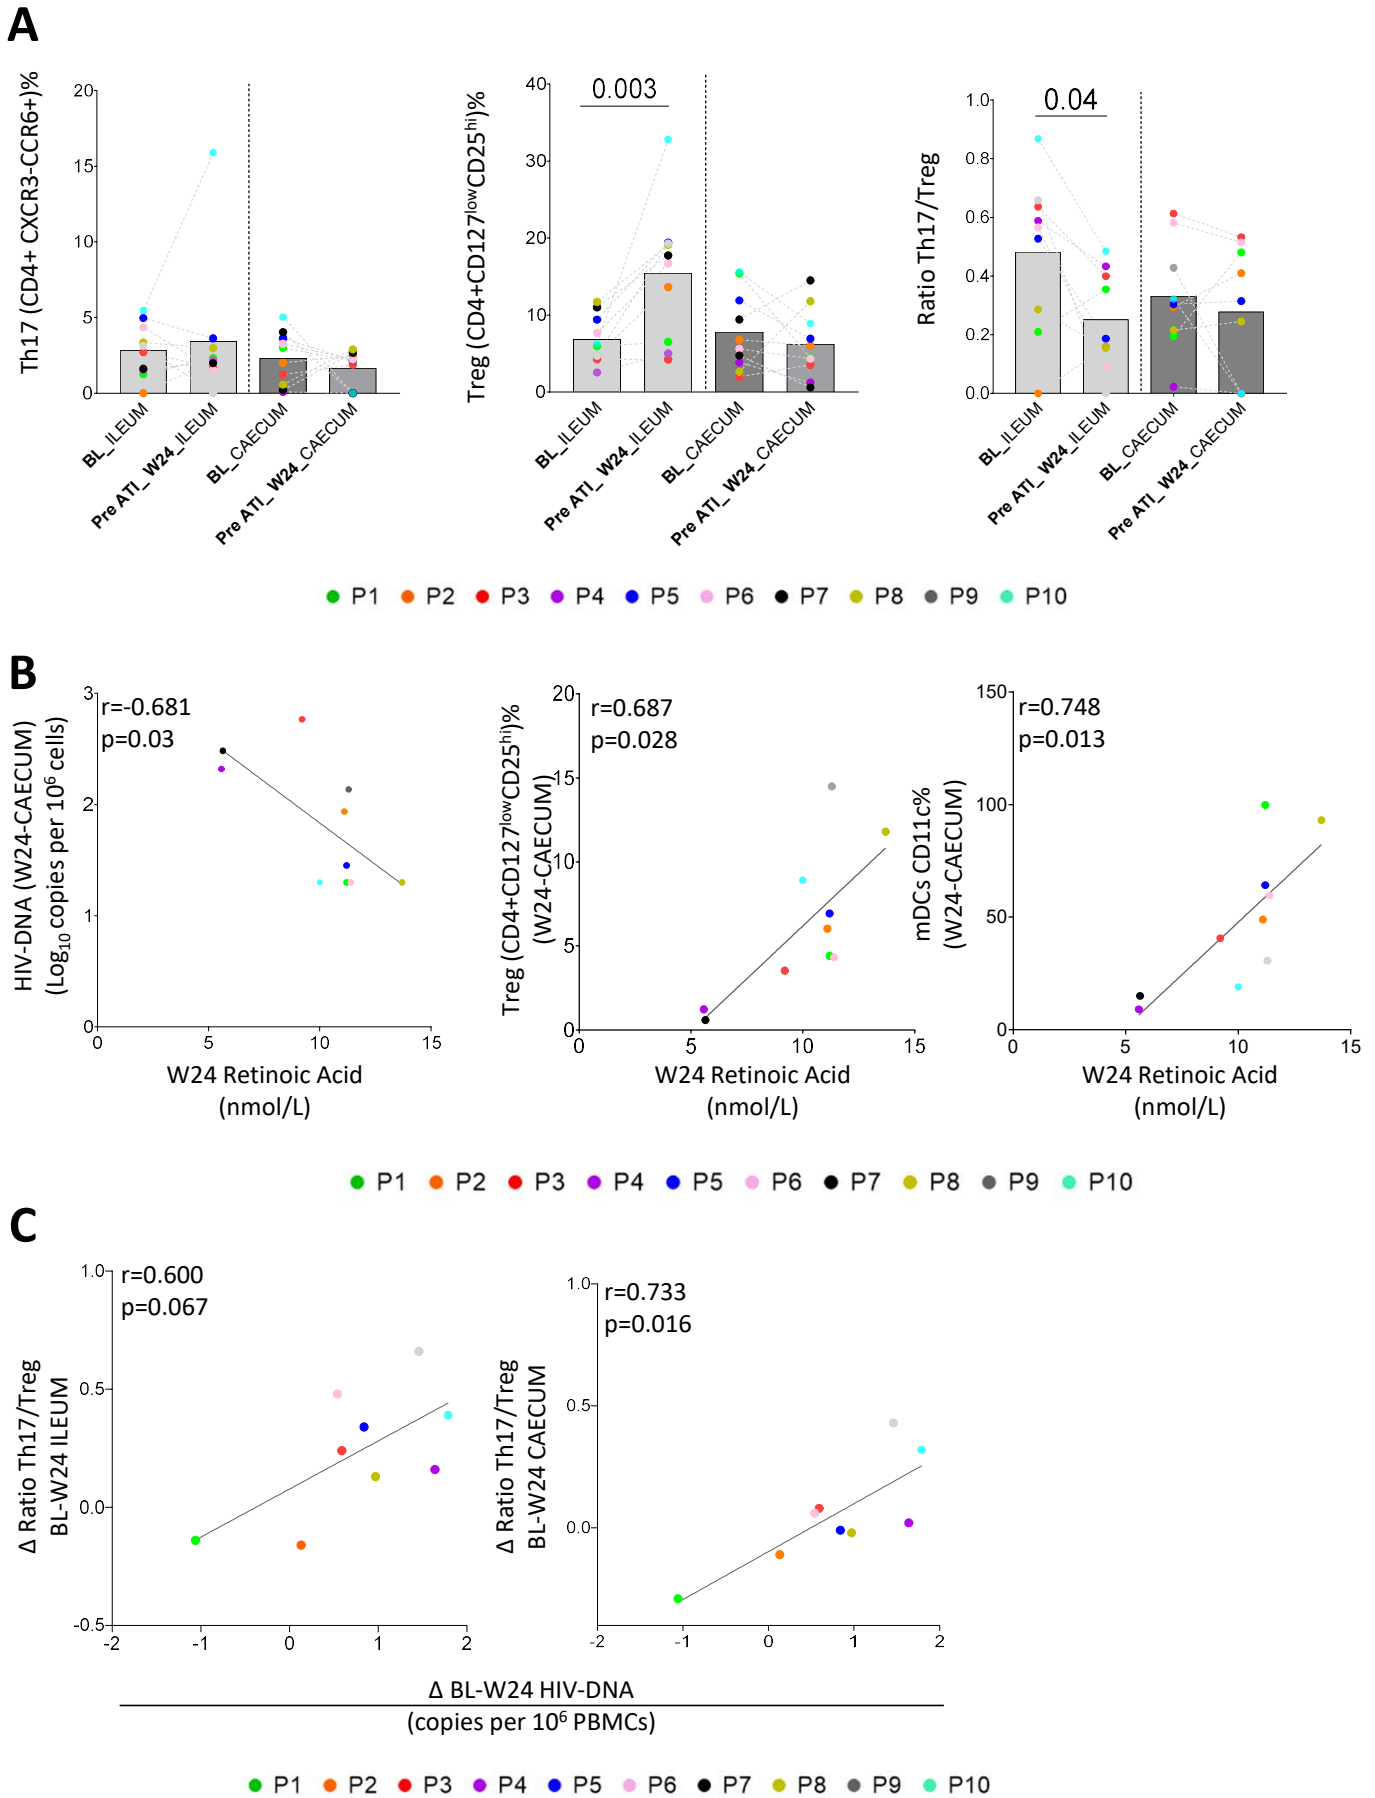 A
Th17 (CD4+ CXCR3-CCR6+)%
20
15
10
5
0
BL_ILEUM
Pre ATI_W24_ILEUM
BL_CAECUM
Pre ATI_W24_CAECUM
Treg (CD4+CD127lowCD25hi)%
40
30
20
10
0
0.003
BL_ILEUM
Pre ATI_W24_ILEUM
BL_CAECUM
Pre ATI_W24_CAECUM
Ratio Th17/Treg
1.0
0.8
0.6
0.4
0.2
0.0
0.04
BL_ILEUM
Pre ATI_W24_ILEUM
BL_CAECUM
Pre ATI_W24_CAECUM
P1 P2 P3 P4 P5 P6 P7 P8 P9 P10
B
HIV-DNA (W24-CAECUM)
(Log10 copies per 10^6 cells)
3
2
1
0
r=-0.681
p=0.03
0 5 10 15
W24 Retinoic Acid
(nmol/L)
Treg (CD4+CD127lowCD25hi)%
(W24-CAECUM)
20
15
10
5
0
r=0.687
p=0.028
0 5 10 15
W24 Retinoic Acid
(nmol/L)
mDCs CD11c%
(W24-CAECUM)
150
100
50
0
r=0.748
p=0.013
0 5 10 15
W24 Retinoic Acid
(nmol/L)
P1 P2 P3 P4 P5 P6 P7 P8 P9 P10
C
Δ Ratio Th17/Treg
BL-W24 ILEUM
1.0
0.5
0.0
-0.5
r=0.600
p=0.067
-2 -1 0 1 2
Δ Ratio Th17/Treg
BL-W24 CAECUM
1.0
0.5
0.0
r=0.733
p=0.016
-2 -1 0 1 2
Δ BL-W24 HIV-DNA
(copies per 10^6 PBMCs)
P1 P2 P3 P4 P5 P6 P7 P8 P9 P10